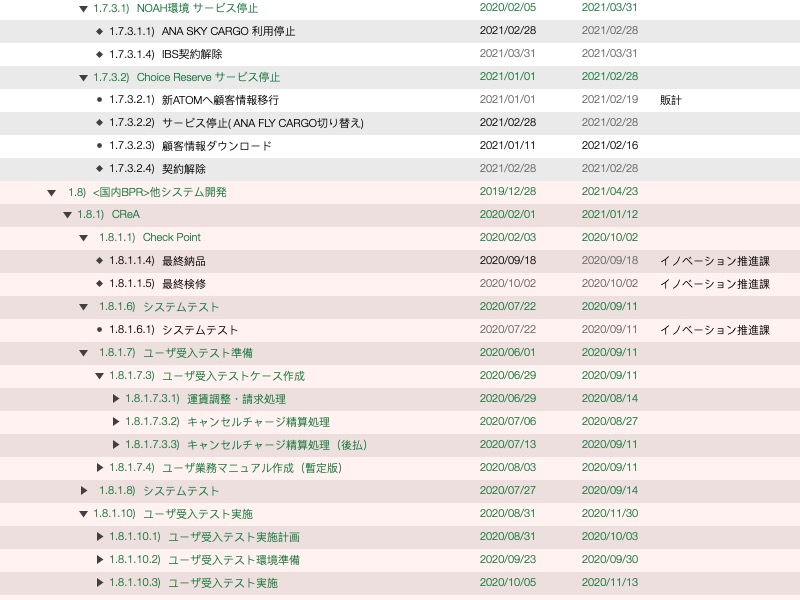 1.7.3.1) NOAH環境 サービス停止 2020/02/05 2021/03/31
1.7.3.1.1) ANA SKY CARGO 利用停止 2021/02/28 2021/02/28
1.7.3.1.4) IBS契約解除 2021/03/31 2021/03/31
1.7.3.2) Choice Reserve サービス停止 2021/01/01 2021/02/28
1.7.3.2.1) 新ATOMへ顧客情報移行 2021/01/01 2021/02/19 販計
1.7.3.2.2) サービス停止( ANA FLY CARGO切り替え) 2021/02/28 2021/02/28
1.7.3.2.3) 顧客情報ダウンロード 2021/01/11 2021/02/16
1.7.3.2.4) 契約解除 2021/02/28 2021/02/28
1.8) <国内BPR>他システム開発 2019/12/28 2021/04/23
1.8.1) CReA 2020/02/01 2021/01/12
1.8.1.1) Check Point 2020/02/03 2020/10/02
1.8.1.1.4) 最終納品 2020/09/18 2020/09/18 イノベーション推進課
1.8.1.1.5) 最終検修 2020/10/02 2020/10/02 イノベーション推進課
1.8.1.6) システムテスト 2020/07/22 2020/09/11
1.8.1.6.1) システムテスト 2020/07/22 2020/09/11 イノベーション推進課
1.8.1.7) ユーザ受入テスト準備 2020/06/01 2020/09/11
1.8.1.7.3) ユーザ受入テストケース作成 2020/06/29 2020/09/11
1.8.1.7.3.1) 運賃調整・請求処理 2020/06/29 2020/08/14
1.8.1.7.3.2) キャンセルチャージ精算処理 2020/07/06 2020/08/27
1.8.1.7.3.3) キャンセルチャージ精算処理（後払） 2020/07/13 2020/09/11
1.8.1.7.4) ユーザ業務マニュアル作成（暫定版） 2020/08/03 2020/09/11
1.8.1.8) システムテスト 2020/07/27 2020/09/14
1.8.1.10) ユーザ受入テスト実施 2020/08/31 2020/11/30
1.8.1.10.1) ユーザ受入テスト実施計画 2020/08/31 2020/10/03
1.8.1.10.2) ユーザ受入テスト環境準備 2020/09/23 2020/09/30
1.8.1.10.3) ユーザ受入テスト実施 2020/10/05 2020/11/13